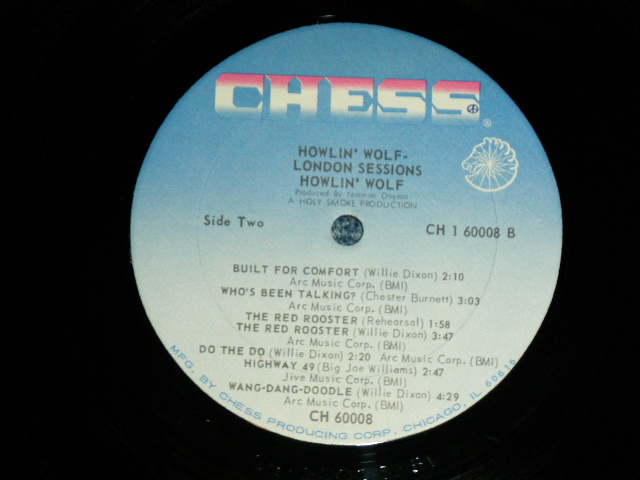 CHESS
®
HOWLIN' WOLF-
LONDON SESSIONS
HOWLIN' WOLF
Produced By Norman Dayron
A HOLY SMOKE PRODUCTION
Side Two
CH 1 60008 B
BUILT FOR COMFORT (Willie Dixon) 2:10
Arc Music Corp. (BMI)
WHO'S BEEN TALKING? (Chester Burnett) 3:03
Arc Music Corp. (BMI)
THE RED ROOSTER (Rehearsal) 1:58
THE RED ROOSTER (Willie Dixon) 3:47
Arc Music Corp. (BMI)
DO THE DO (Willie Dixon) 2:20 Arc Music Corp. (BMI)
HIGHWAY 49 (Big Joe Williams) 2:47
Jive Music Corp. (BMI)
WANG-DANG-DOODLE (Willie Dixon) 4:29
Arc Music Corp. (BMI)
CH 60008
MFG. BY CHESS PRODUCING CORP. CHICAGO, IL 60616